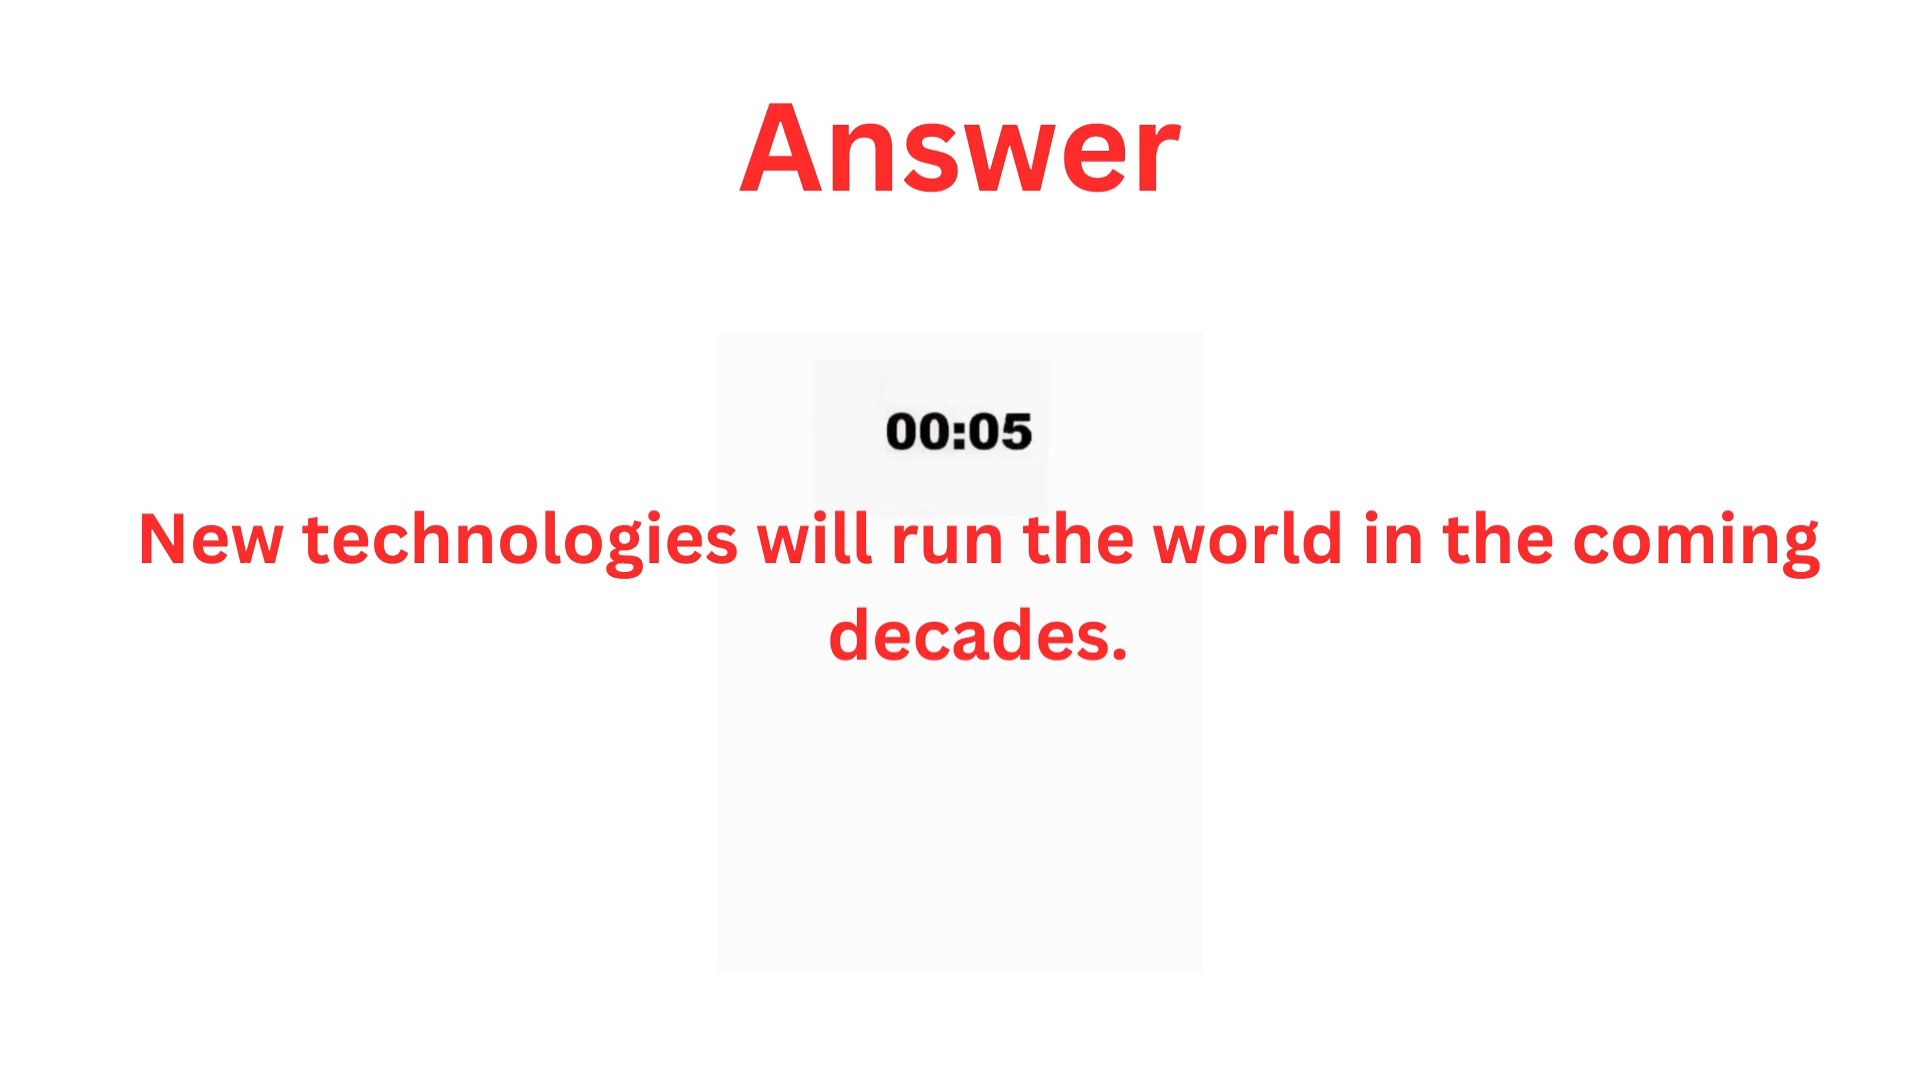 Answer
00:05
New technologies will run the world in the coming
decades.